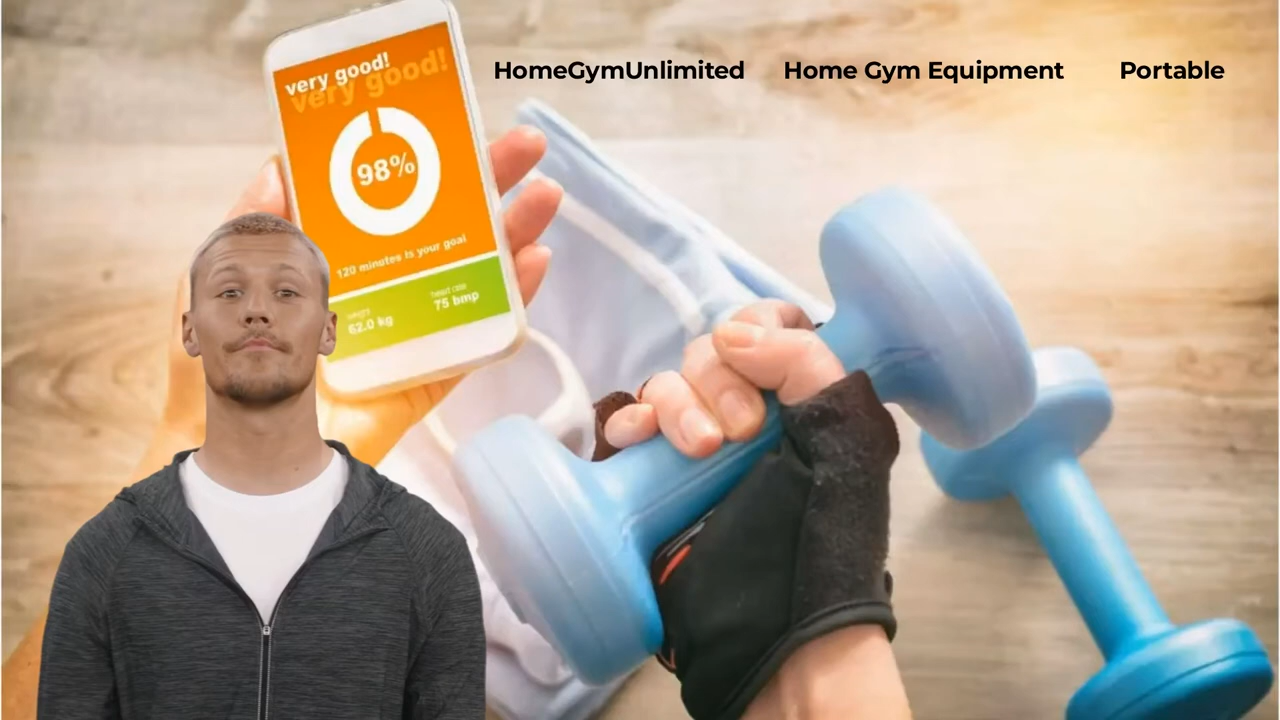 HomeGymUnlimited Home Gym Equipment Portable
very good!
very good!
98%
120 minutes is your goal
weight
62.0 kg
heart rate
75 bmp